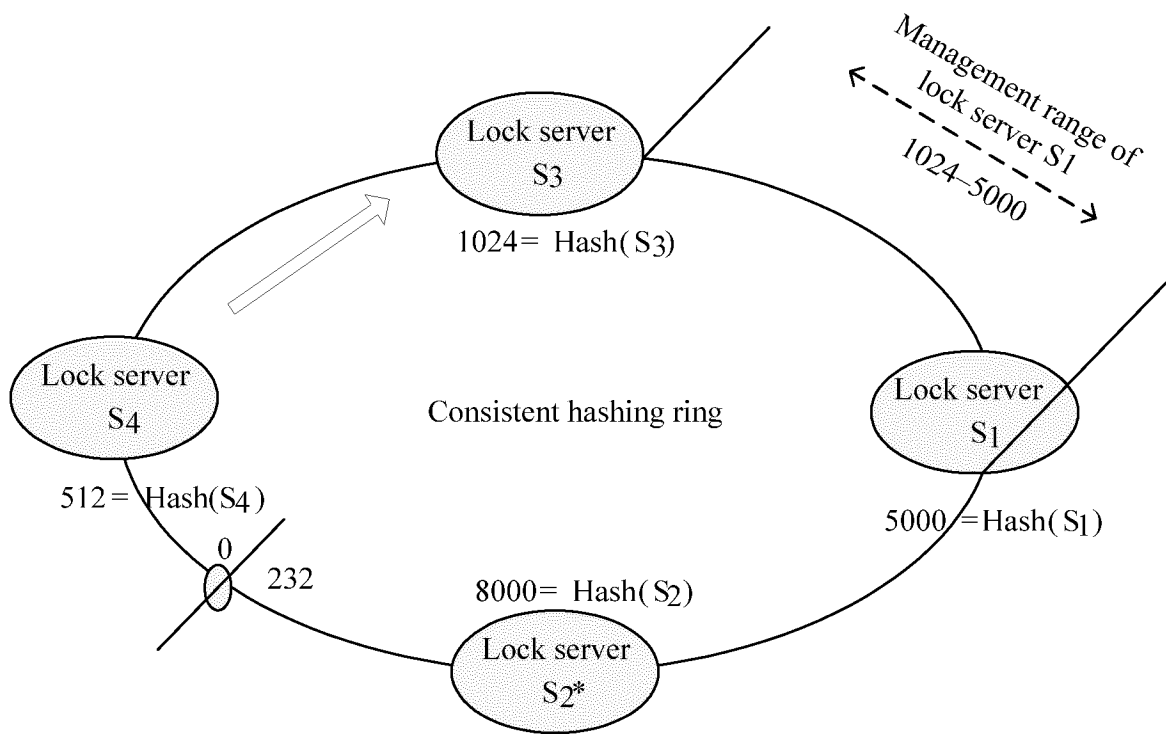 Management range of
lock server S1
1024–5000
Lock server
S3
1024= Hash(S3)
Lock server
S4
512= Hash(S4)
Consistent hashing ring
Lock server
S1
5000 =Hash(S1)
0
232
8000= Hash(S2)
Lock server
S2*